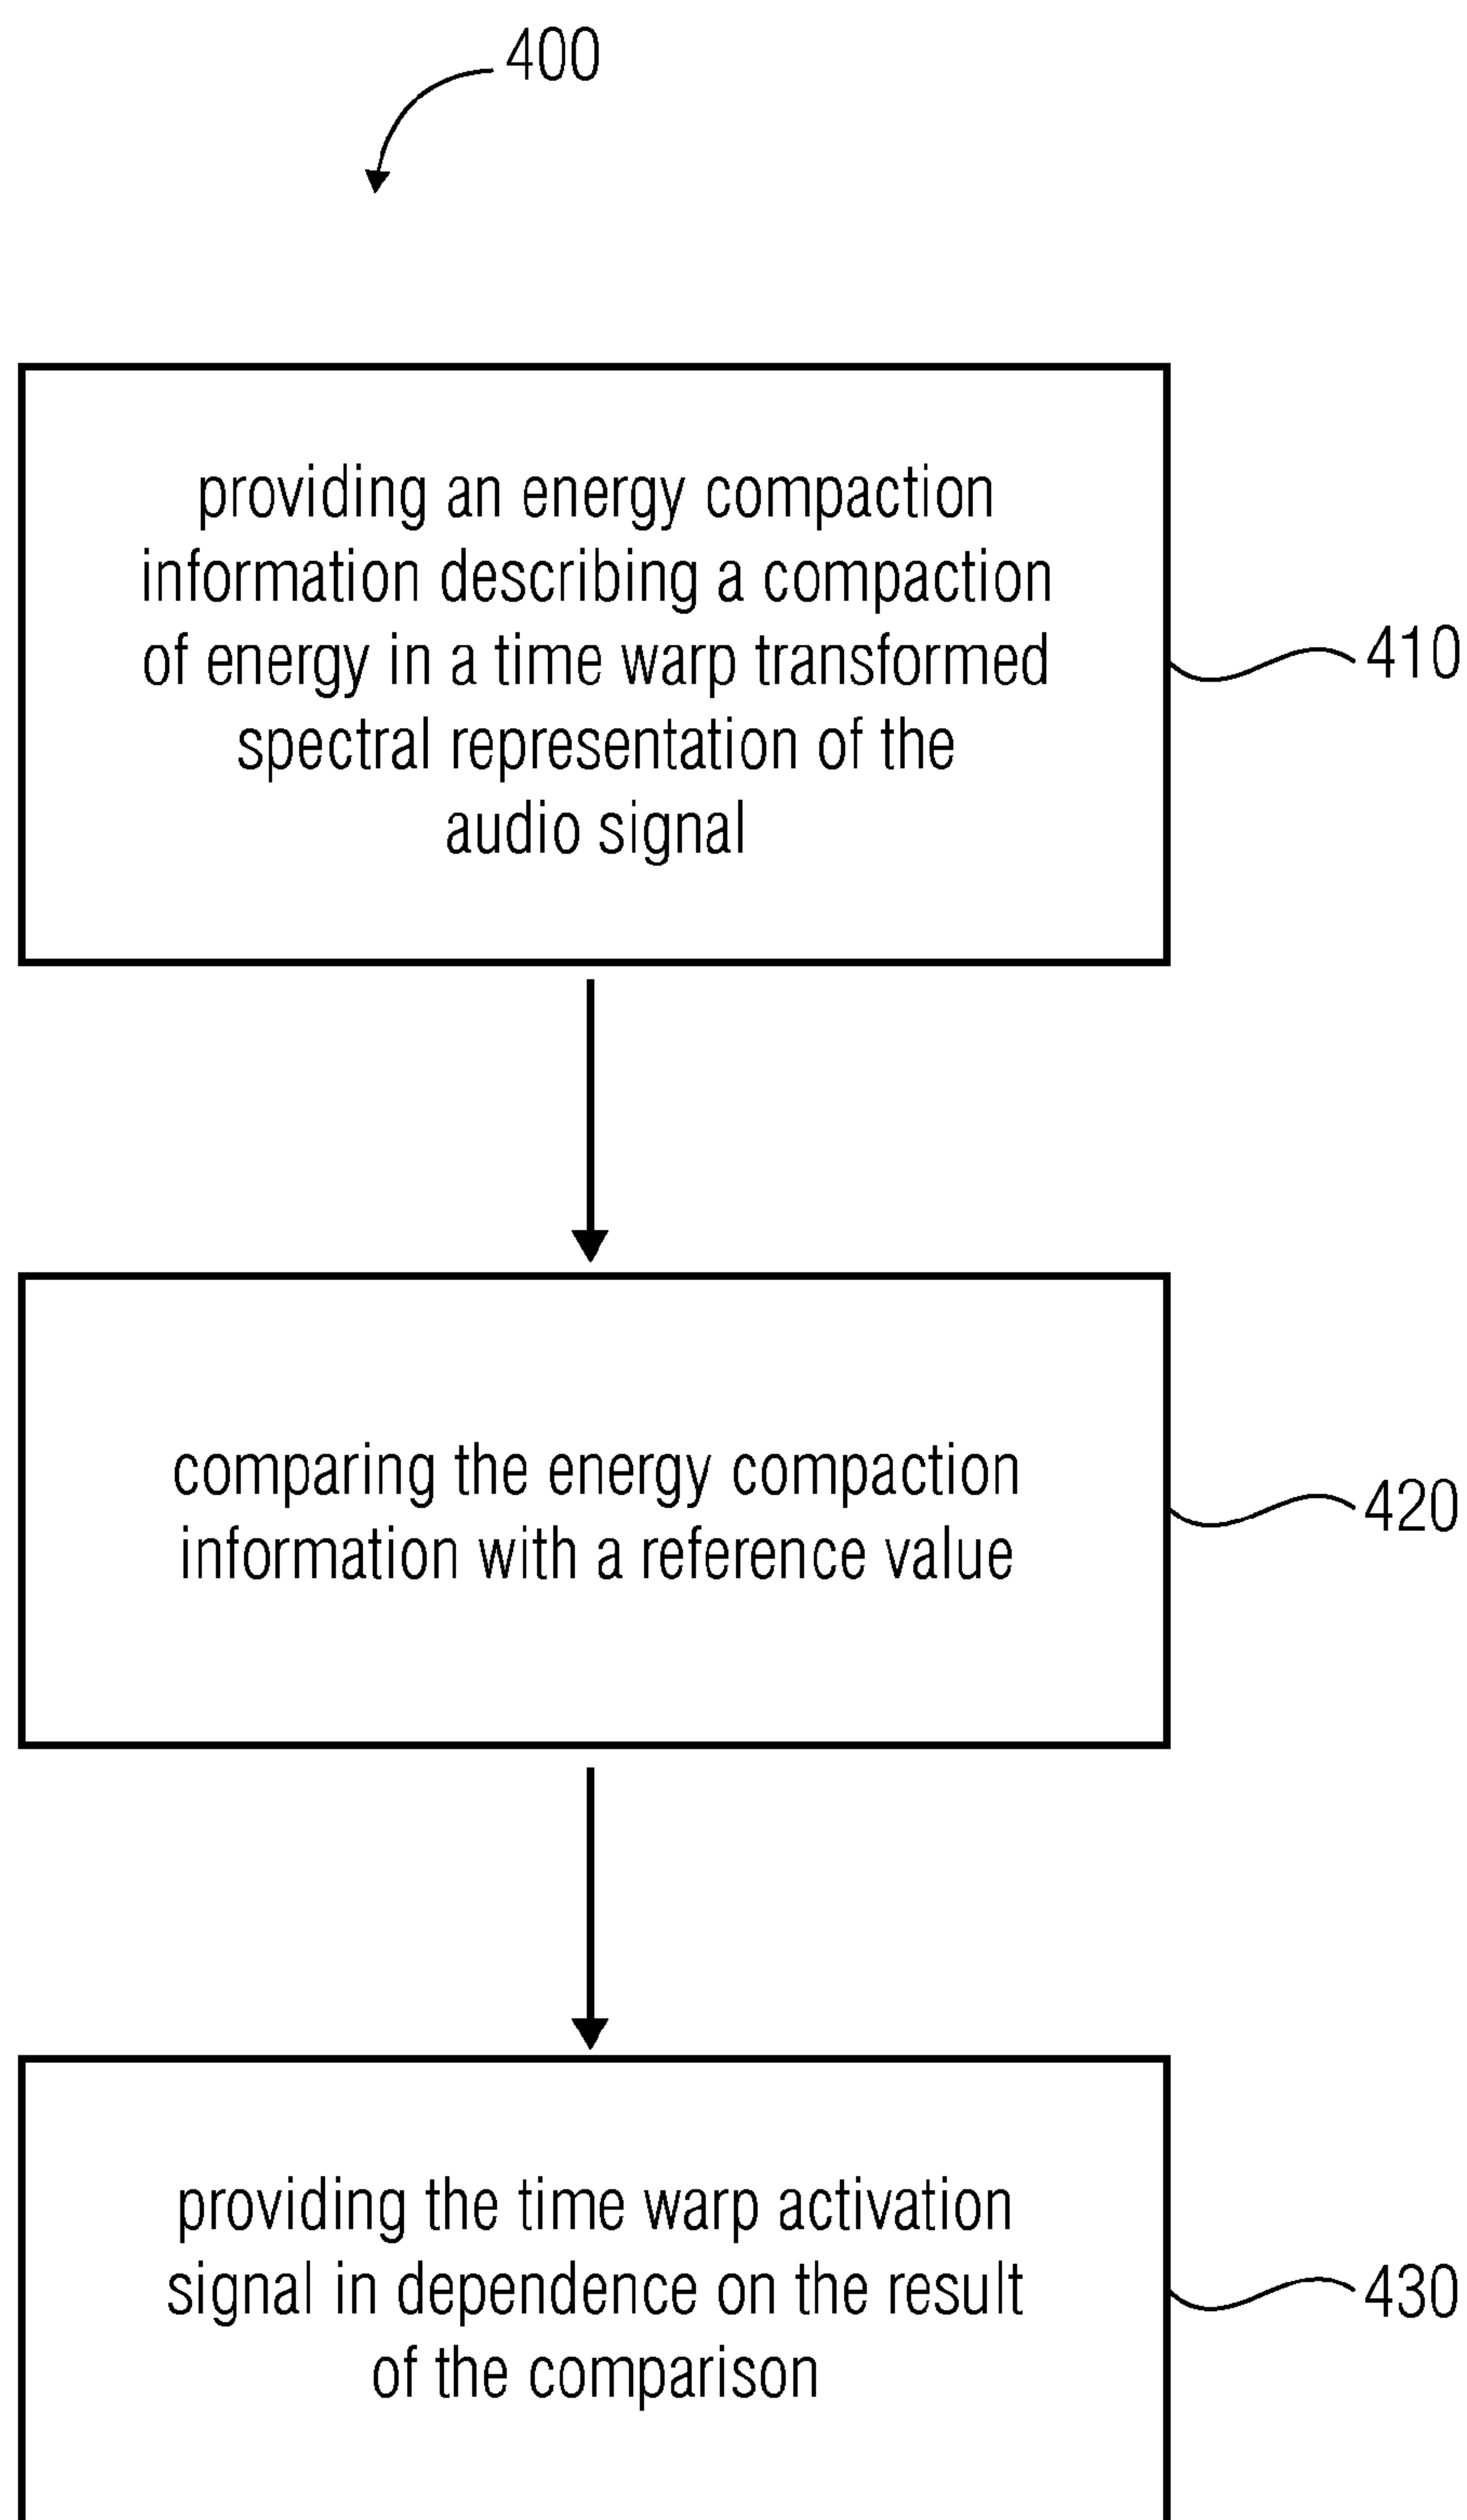 400
providing an energy compaction
information describing a compaction
of energy in a time warp transformed
spectral representation of the
audio signal
410
comparing the energy compaction
information with a reference value
420
providing the time warp activation
signal in dependence on the result
of the comparison
430